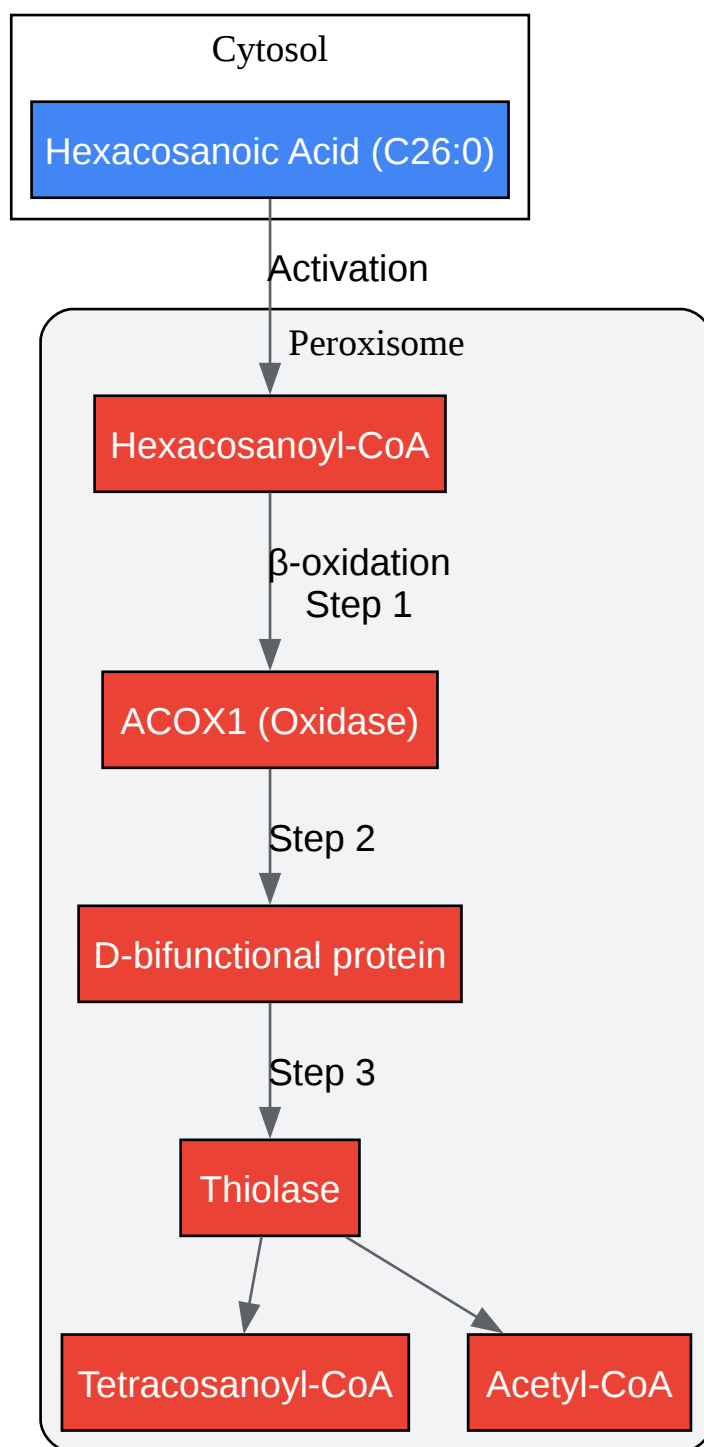 Cytosol
Hexacosanoic Acid (C26:0)
Activation
Peroxisome
Hexacosanoyl-CoA
β-oxidation
Step 1
ACOX1 (Oxidase)
Step 2
D-bifunctional protein
Step 3
Thiolase
Tetracosanoyl-CoA
Acetyl-CoA